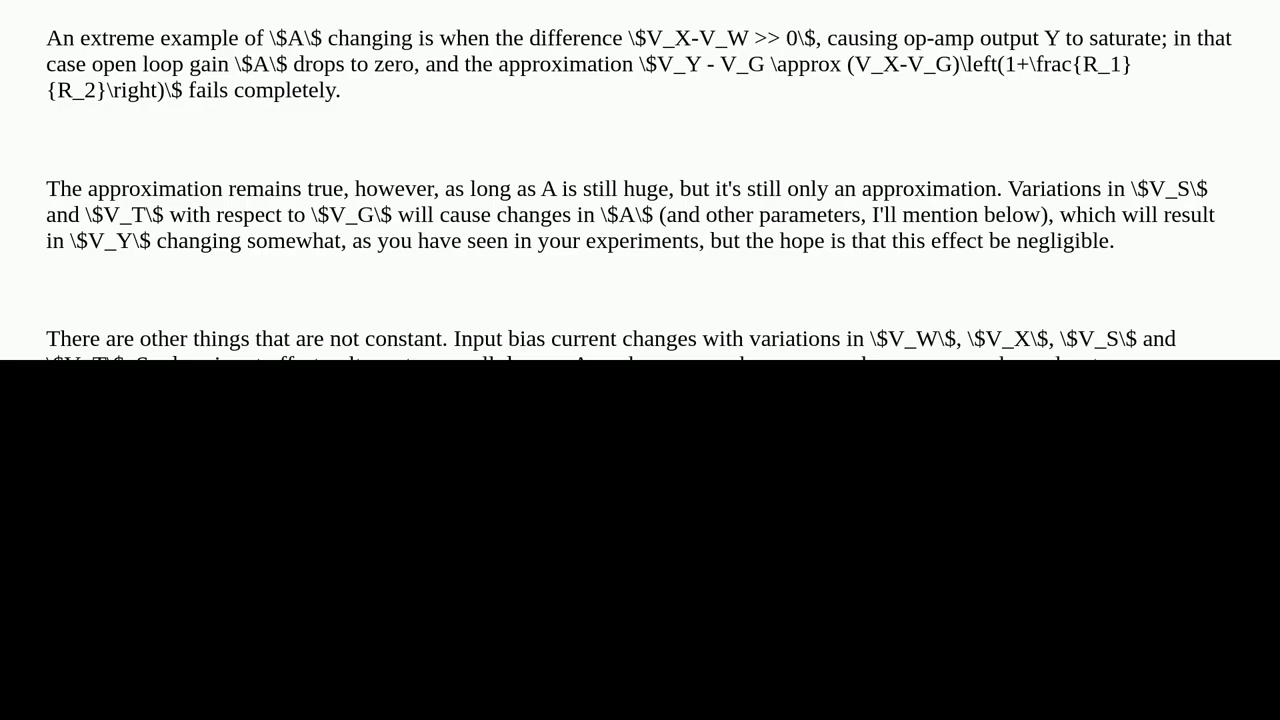 An extreme example of \$A\$ changing is when the difference \$V_X-V_W >> 0\$, causing op-amp output Y to saturate; in that
case open loop gain \$A\$ drops to zero, and the approximation \$V_Y - V_G \approx (V_X-V_G)\left(1+\frac{R_1}
{R_2}\right)\$ fails completely.
The approximation remains true, however, as long as A is still huge, but it's still only an approximation. Variations in \$V_S\$
and \$V_T\$ with respect to \$V_G\$ will cause changes in \$A\$ (and other parameters, I'll mention below), which will result
in \$V_Y\$ changing somewhat, as you have seen in your experiments, but the hope is that this effect be negligible.
There are other things that are not constant. Input bias current changes with variations in \$V_W\$, \$V_X\$, \$V_S\$ and